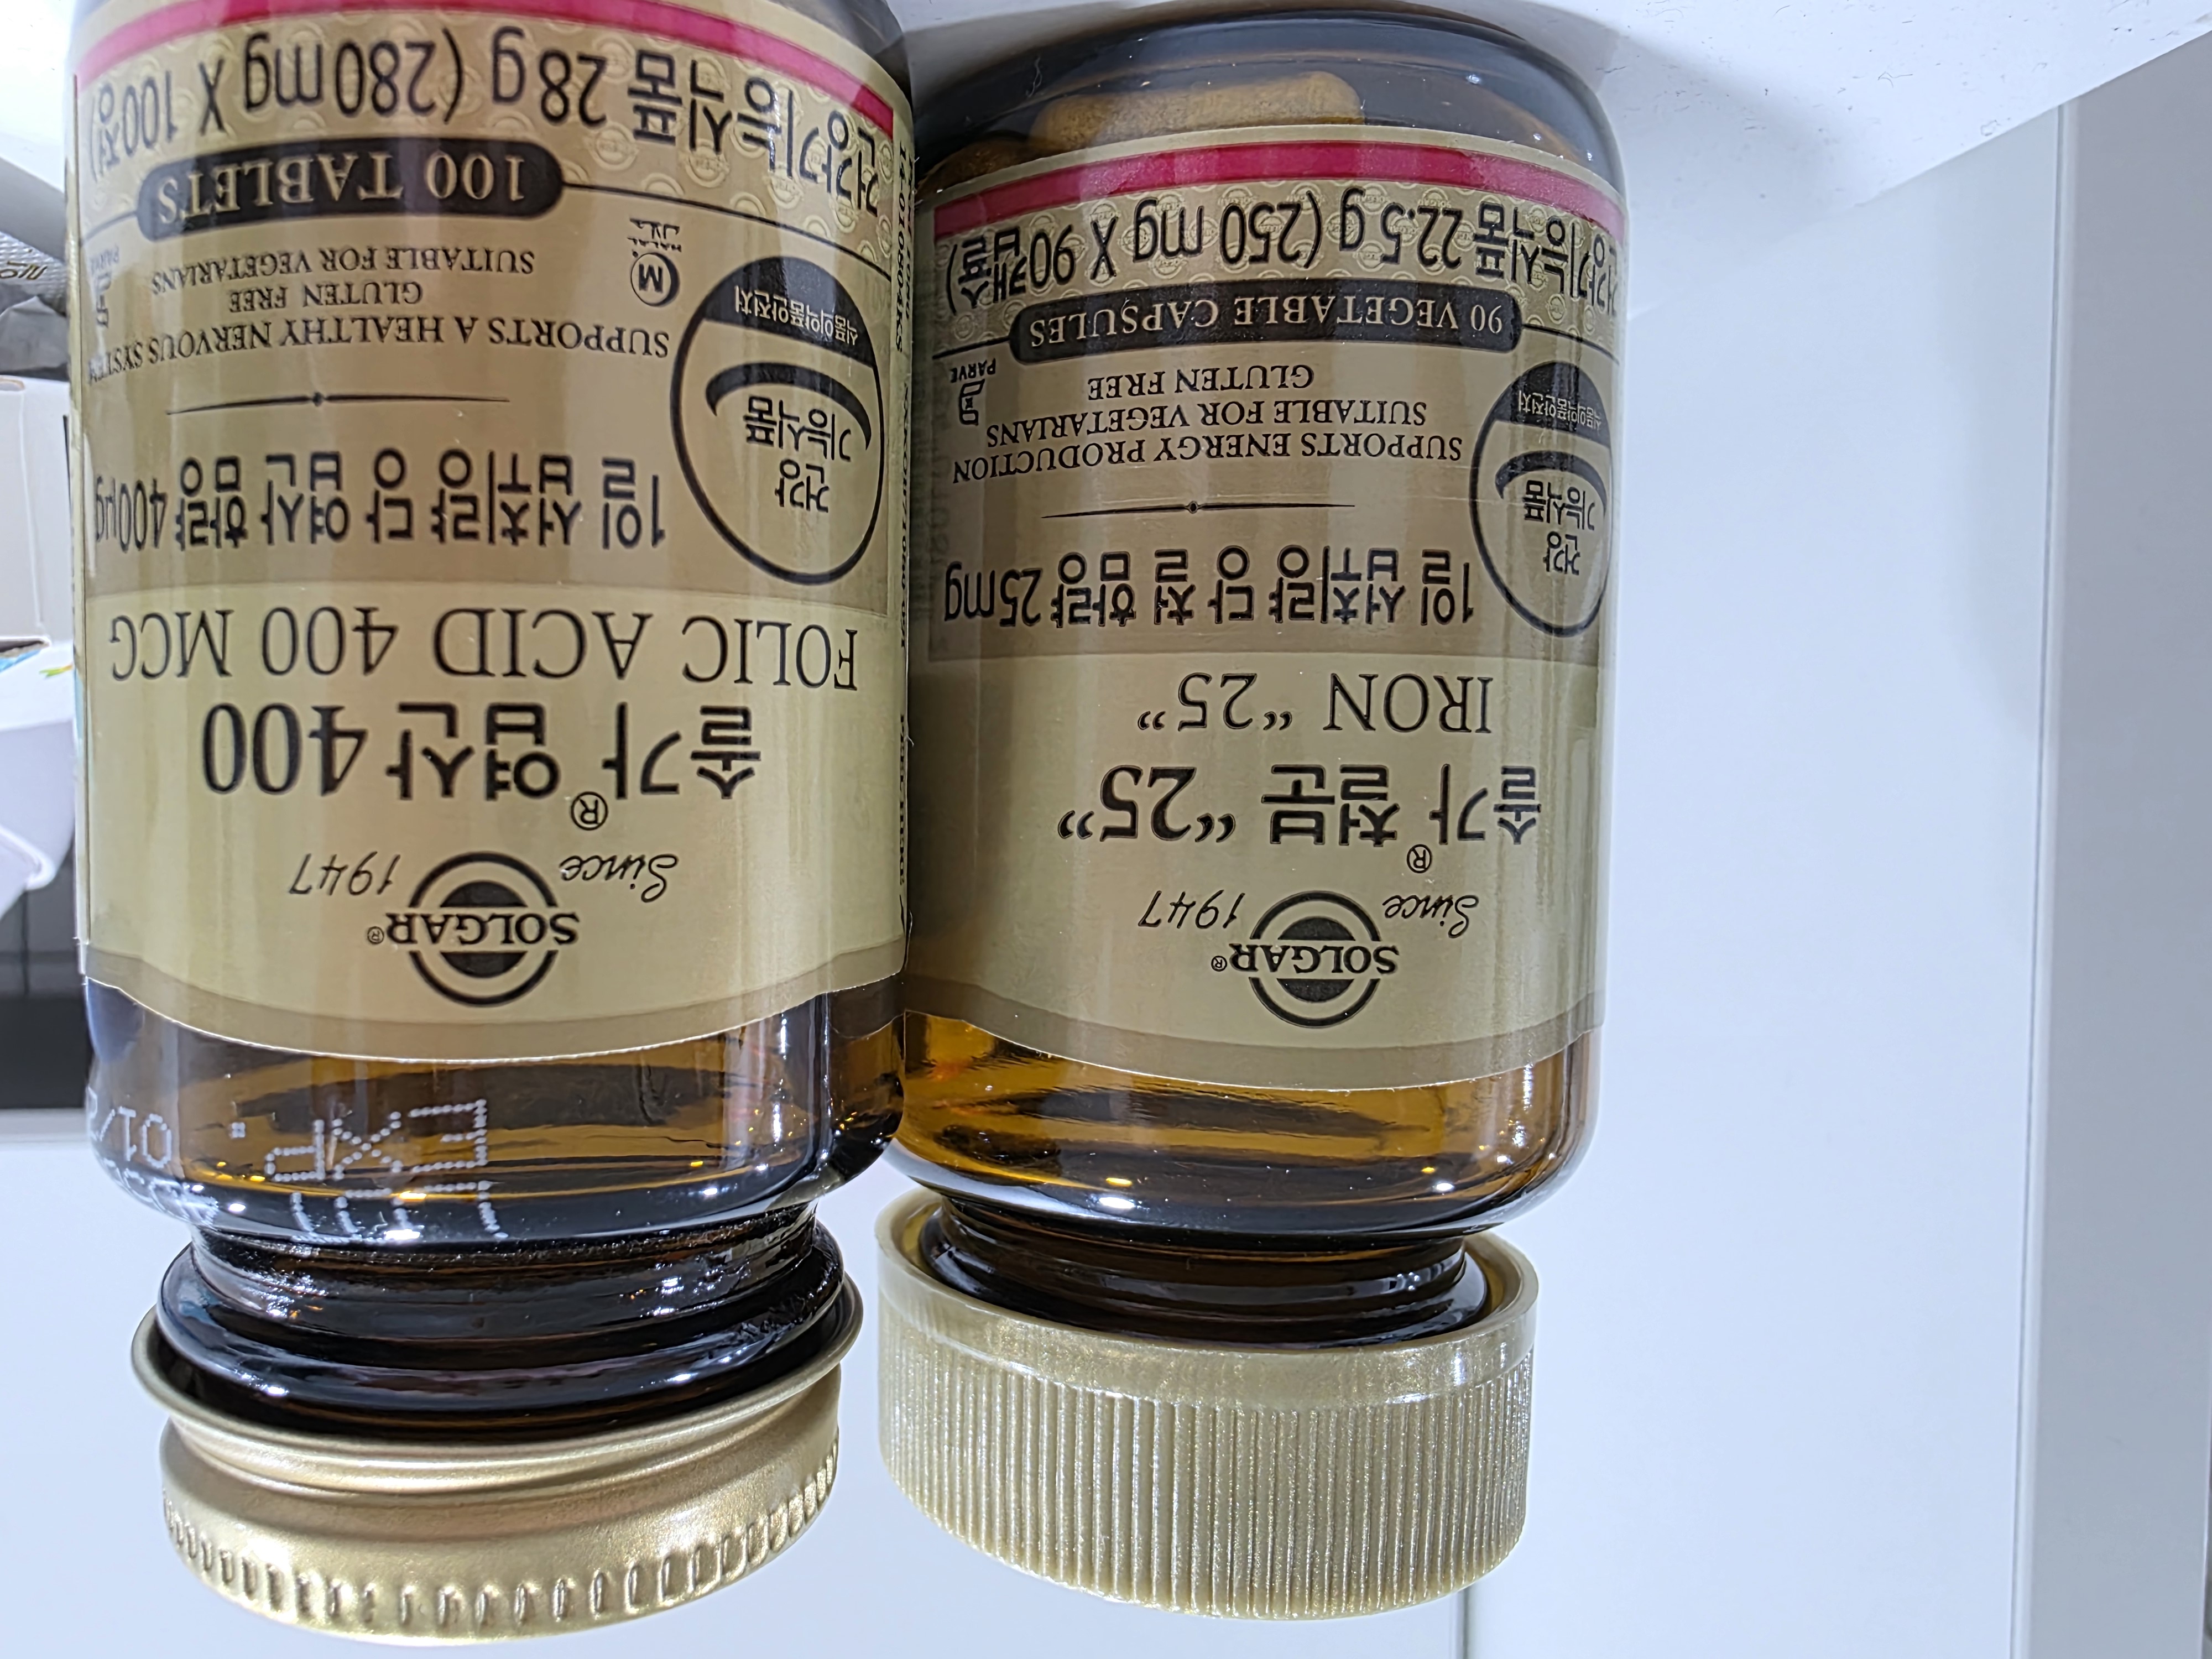 SOLGAR®
Since 1947
솔가® 철분 “25”
IRON “25”
1일 섭취량 당 철 함량 25mg
건강
기능식품
식품의약품안전처
SUPPORTS ENERGY PRODUCTION
SUITABLE FOR VEGETARIANS
GLUTEN FREE
PARVE
90 VEGETABLE CAPSULES
건강기능식품 22.5 g (250 mg X 90캡슐)
EXP.:
01/2
SOLGAR®
Since 1947
솔가® 엽산 400
FOLIC ACID 400 MCG
1일 섭취량 당 엽산 함량 400µg
건강
기능식품
식품의약품안전처
SUPPORTS A HEALTHY NERVOUS SYSTEM
GLUTEN FREE
SUITABLE FOR VEGETARIANS
M
HALAL
PARVE
100 TABLETS
건강기능식품 28 g (280 mg X 100정)